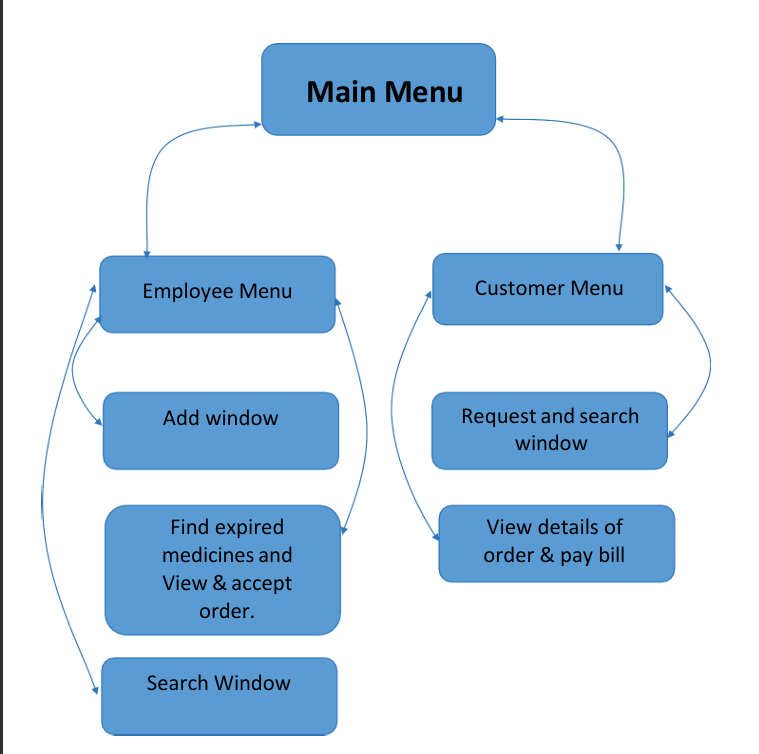 Main Menu
Employee Menu
Customer Menu
Add window
Request and search
window
Find expired
medicines and
View & accept
order.
View details of
order & pay bill
Search Window